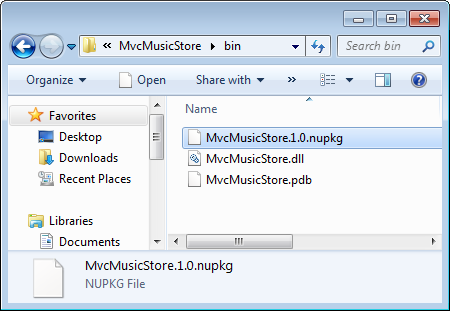 « MvcMusicStore ▸ bin
Search bin
Organize
Open
Share with
»
Favorites
Desktop
Downloads
Recent Places
Libraries
Documents
Name
MvcMusicStore.1.0.nupkg
MvcMusicStore.dll
MvcMusicStore.pdb
MvcMusicStore.1.0.nupkg
NUPKG File